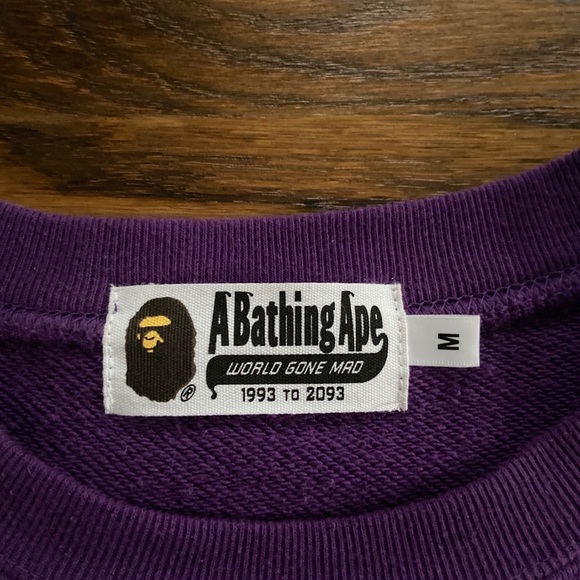 A Bathing Ape
WORLD GONE MAD
1993 TO 2093
®
M